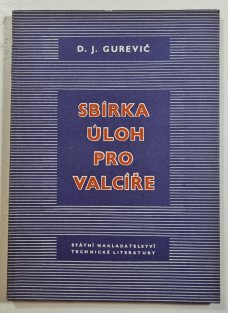 D. J. GUREVIČ
SBÍRKA
ÚLOH
PRO
VALCÍŘE
STÁTNÍ NAKLADATELSTVÍ
TECHNICKÉ LITERATURY